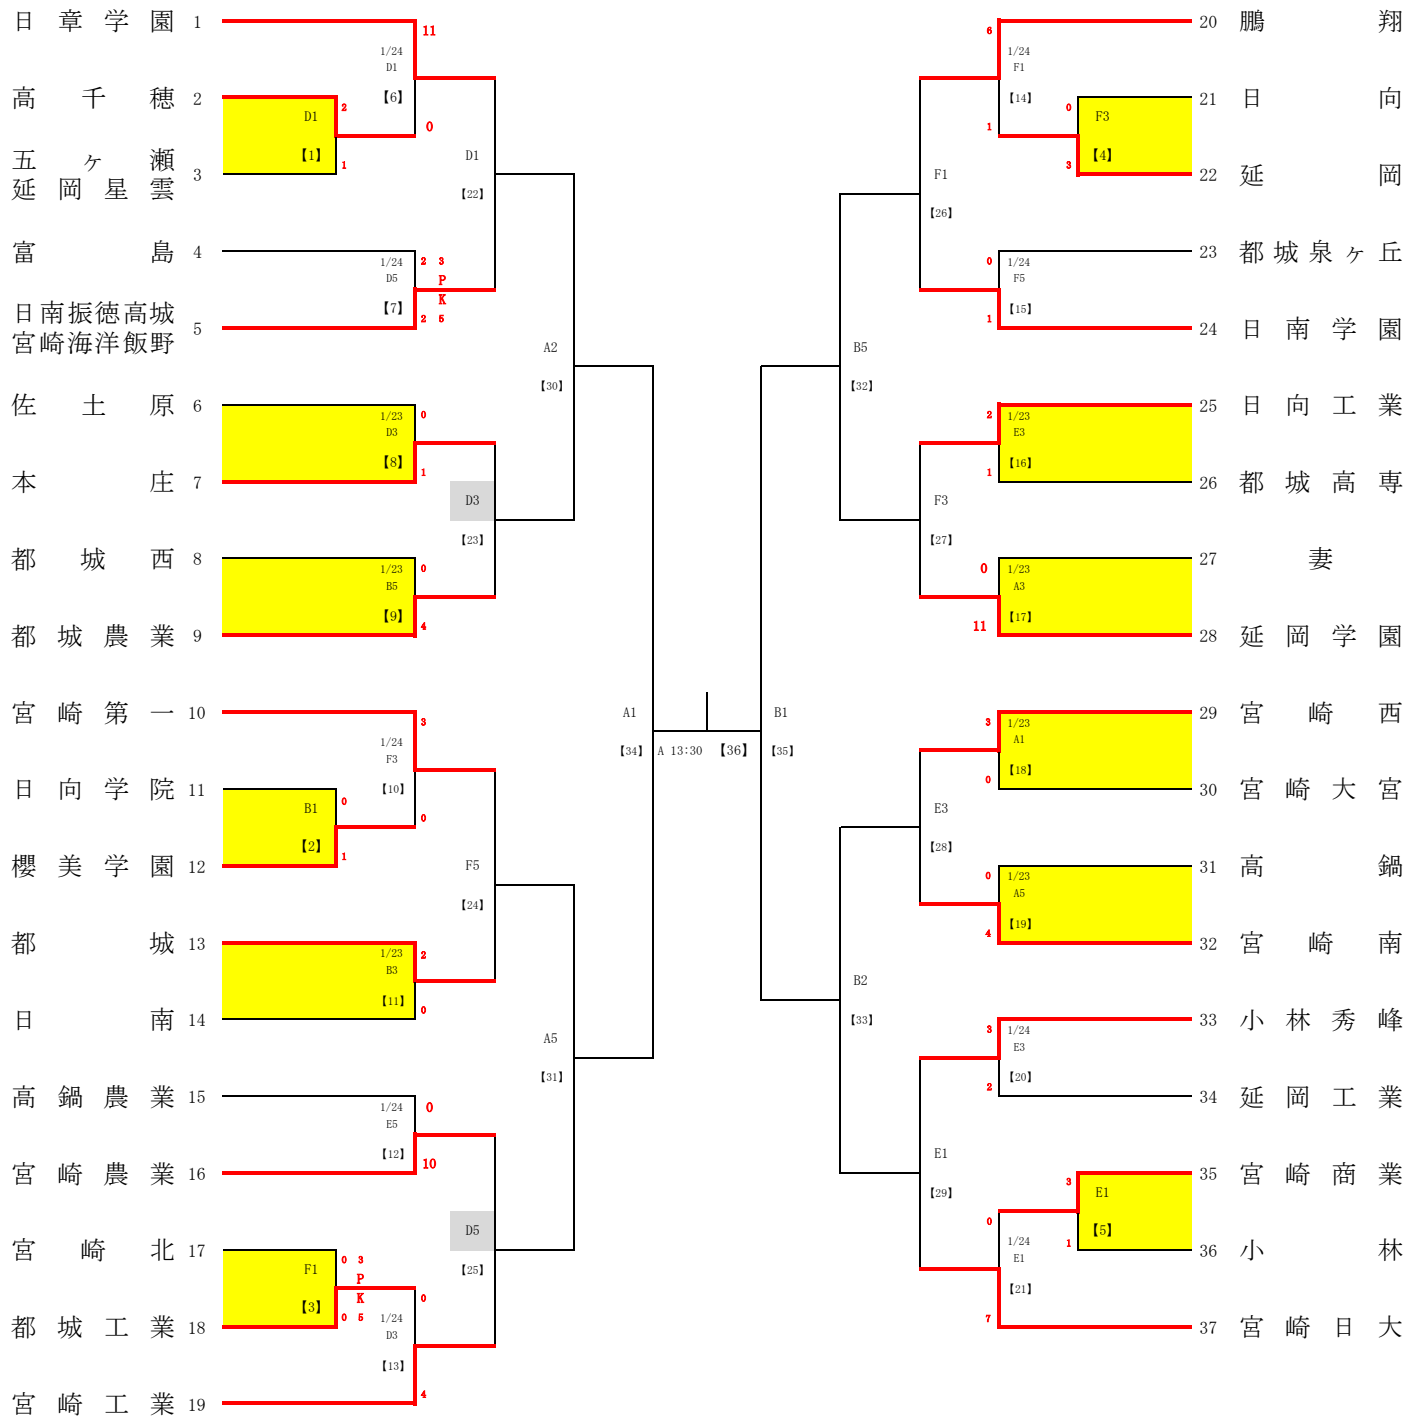 日章学園 1
11
1/24
D1
【6】
高千穂 2
2
D1
【1】
0
1
五ヶ瀬
延岡星雲 3
D1
【22】
富島 4
1/24
D5
【7】
2 3
P
K
2 5
日南振徳高城
宮崎海洋飯野 5
A2
【30】
佐土原 6
1/23
D3
【8】
0
1
本庄 7
D3
【23】
都城西 8
1/23
B5
【9】
0
4
都城農業 9
宮崎第一 10
3
1/24
F3
【10】
A1
【34】
A 13:30 【36】
日向学院 11
0
B1
【2】
0
1
櫻美学園 12
F5
【24】
都城 13
1/23
B3
【11】
2
0
日南 14
A5
【31】
高鍋農業 15
1/24
E5
【12】
0
10
宮崎農業 16
D5
【25】
宮崎北 17
F1
【3】
0 3
P
K
0 5
都城工業 18
0
1/24
D3
【13】
4
宮崎工業 19
20 鵬翔
6
1/24
F1
【14】
1
21 日向
0
F3
【4】
3
22 延岡
F1
【26】
23 都城泉ヶ丘
0
1/24
F5
【15】
1
24 日南学園
B5
【32】
25 日向工業
2
1/23
E3
【16】
1
26 都城高専
F3
【27】
27 妻
0
1/23
A3
【17】
11
28 延岡学園
B1
【35】
29 宮崎西
3
1/23
A1
【18】
0
30 宮崎大宮
E3
【28】
31 高鍋
0
1/23
A5
【19】
4
32 宮崎南
B2
【33】
33 小林秀峰
3
1/24
E3
【20】
2
34 延岡工業
E1
【29】
35 宮崎商業
3
E1
【5】
1
36 小林
0
1/24
E1
【21】
7
37 宮崎日大